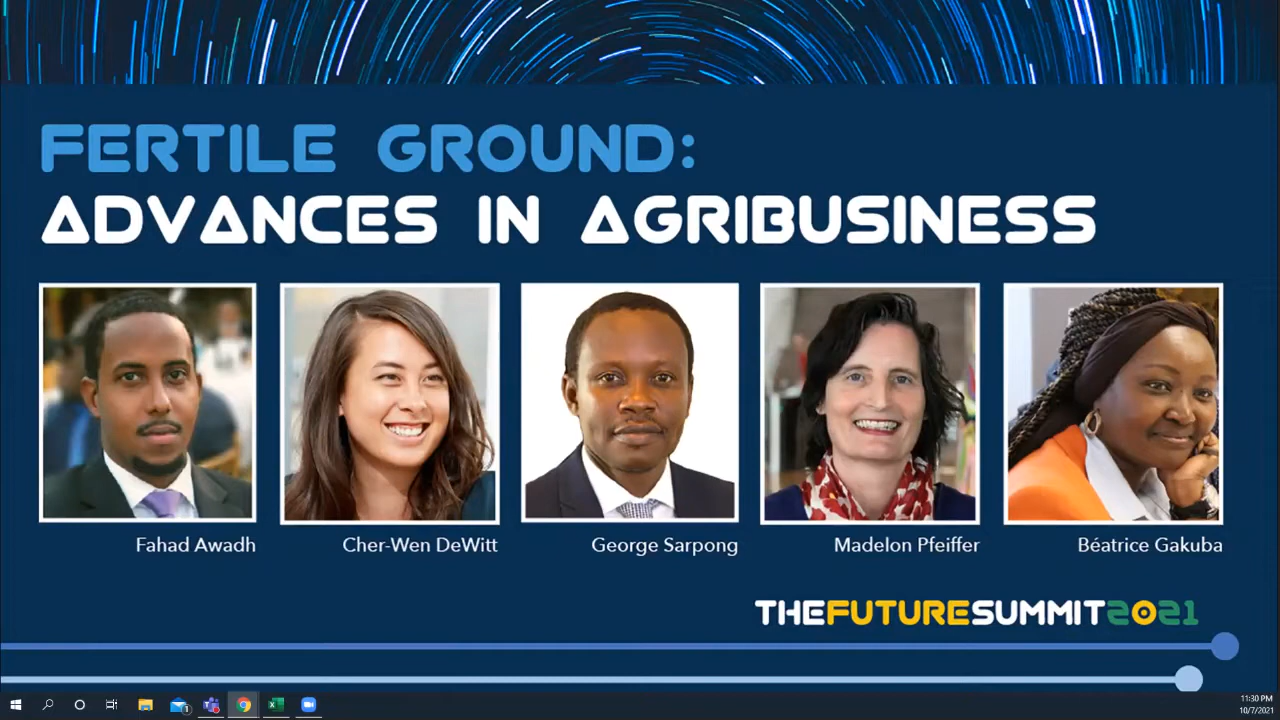 FERTILE GROUND:
ADVANCES IN AGRIBUSINESS
Fahad Awadh
Cher-Wen DeWitt
George Sarpong
Madelon Pfeiffer
Béatrice Gakuba
THEFUTURESUMMIT2021
11:30 PM
10/7/2021